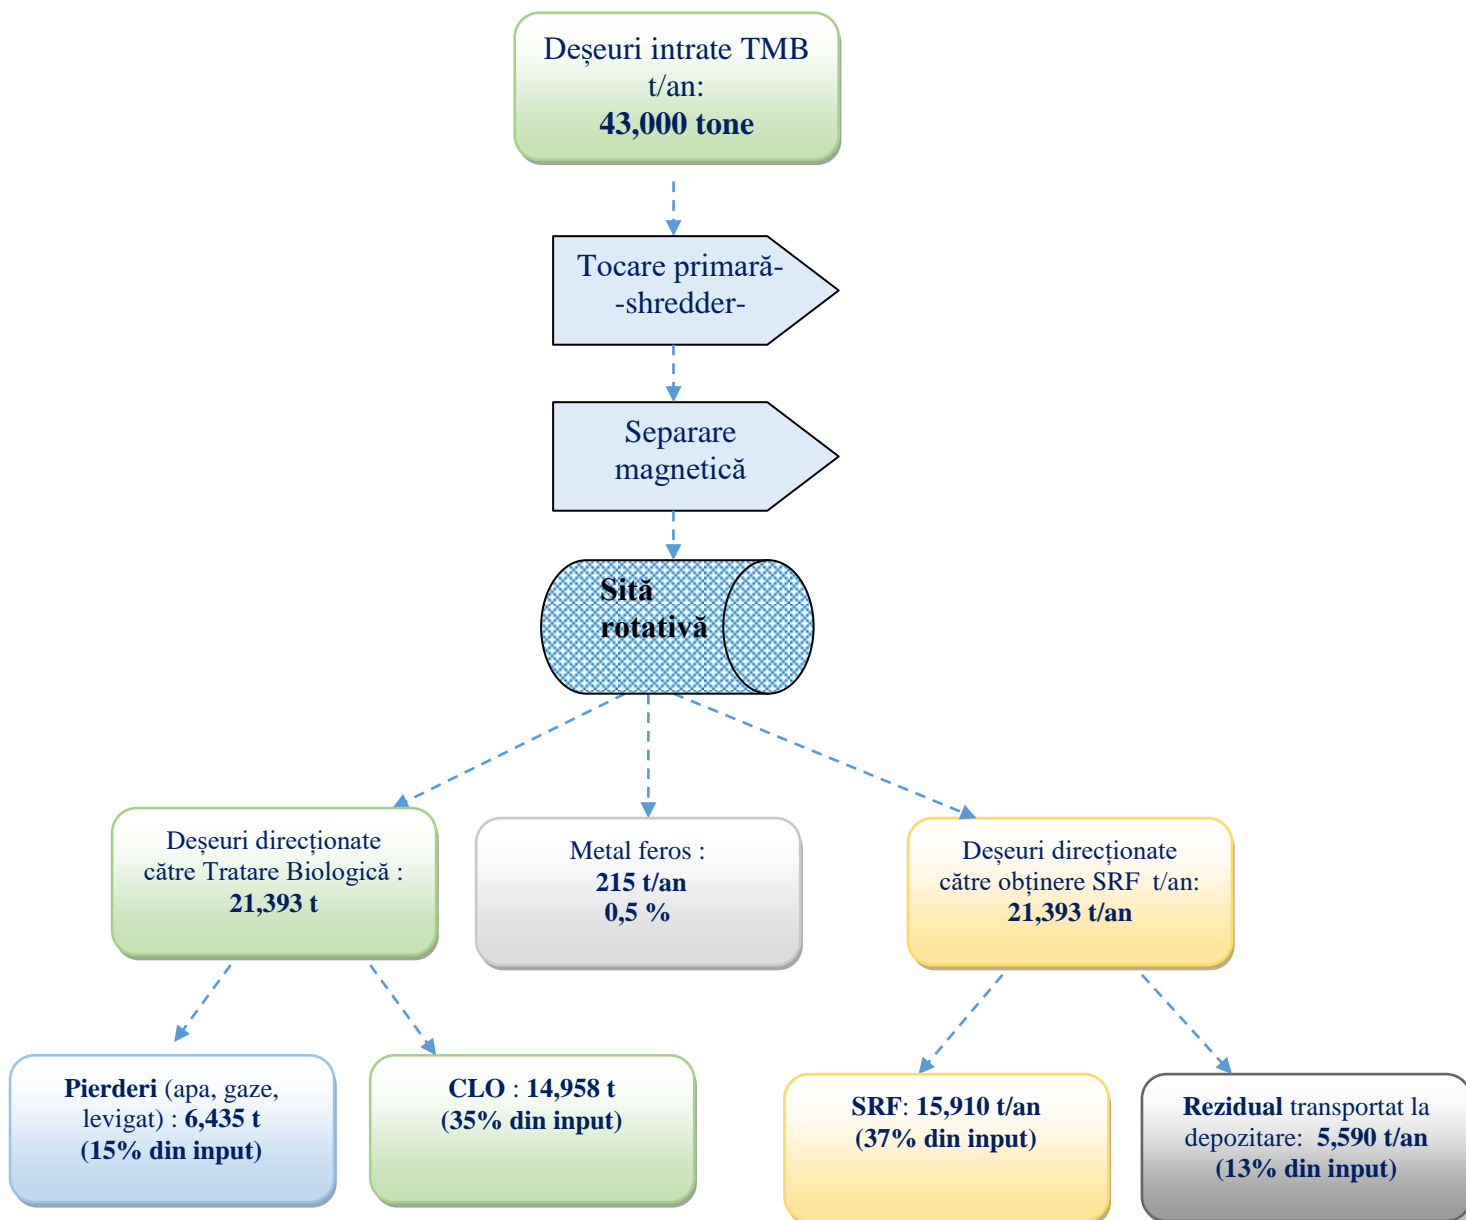 Deșeuri intrate TMB
t/an:
43,000 tone
Tocare primară-
-shredder-
Separare
magnetică
Sită
rotativă
Deșeuri direcționate
către Tratare Biologică :
21,393 t
Metal feros :
215 t/an
0,5 %
Deșeuri direcționate
către obținere SRF t/an:
21,393 t/an
Pierderi (apa, gaze,
levigat) : 6,435 t
(15% din input)
CLO : 14,958 t
(35% din input)
SRF: 15,910 t/an
(37% din input)
Rezidual transportat la
depozitare: 5,590 t/an
(13% din input)